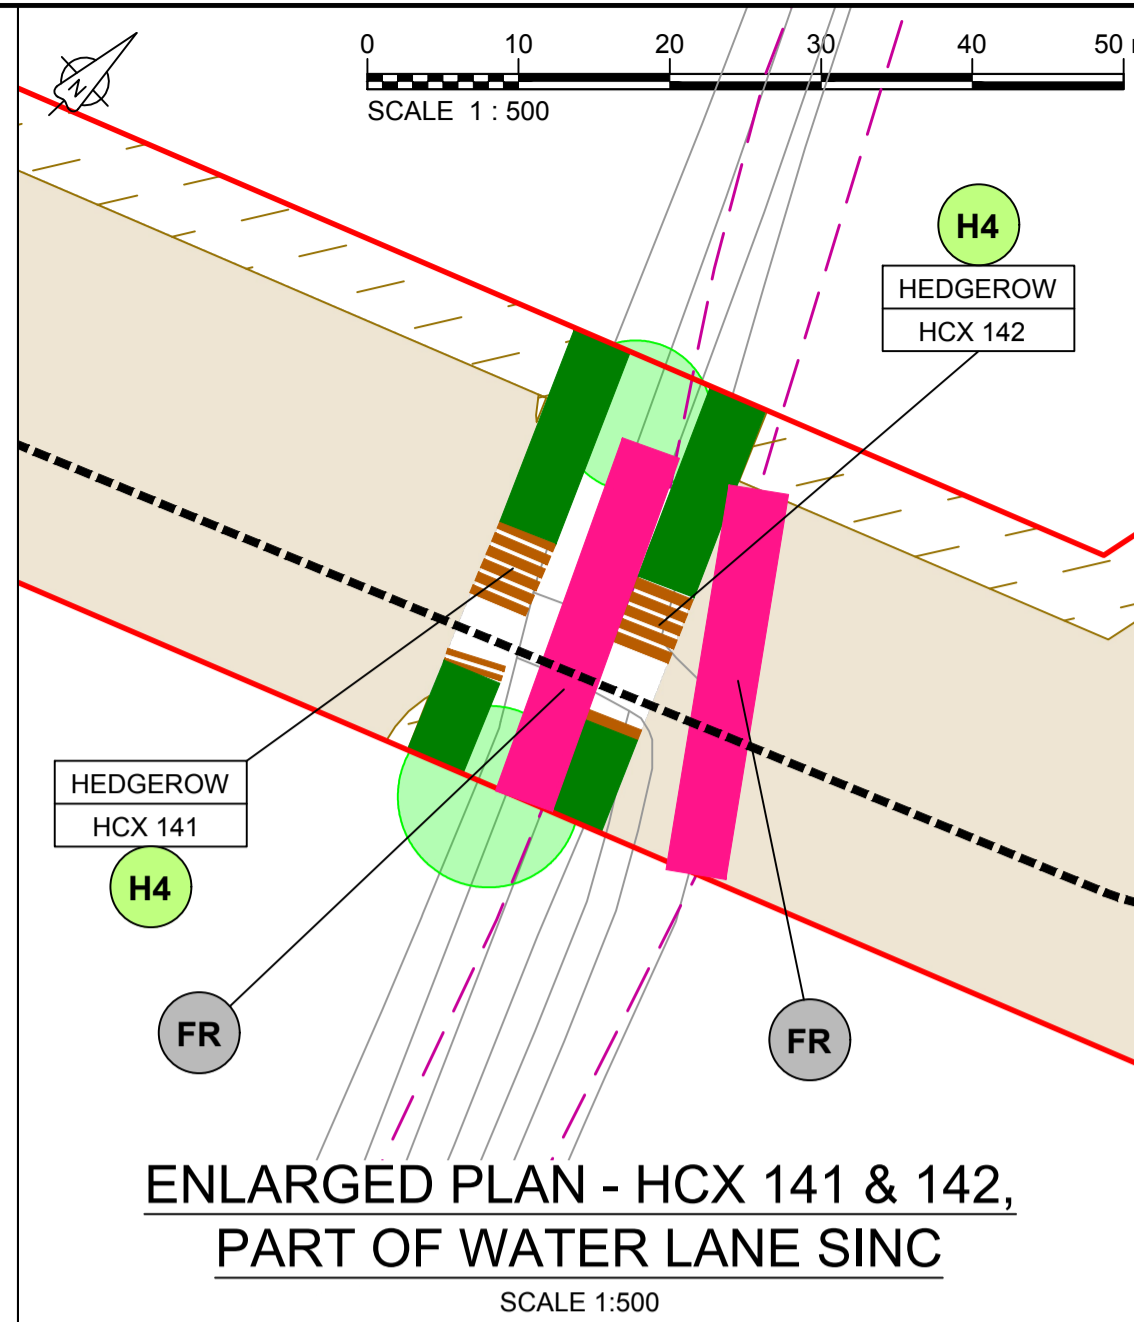 0 10 20 30 40 50
N
SCALE 1 : 500
H4
HEDGEROW
HCX 142
HEDGEROW
HCX 141
H4
FR
FR
ENLARGED PLAN - HCX 141 & 142,
PART OF WATER LANE SINC
SCALE 1:500